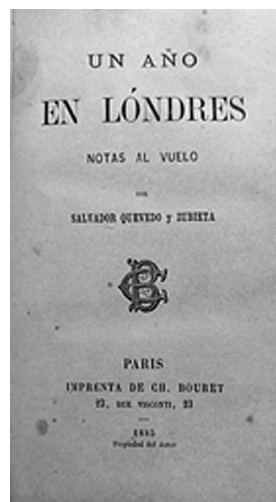 UN AÑO
EN LÓNDRES
NOTAS AL VUELO
POR
SALVADOR QUEVEDO y ZUBIETA
CB
PARIS
IMPRENTA DE CH. BOURET
23, RUE VISCONTI, 23
1885
Propiedad del Autor